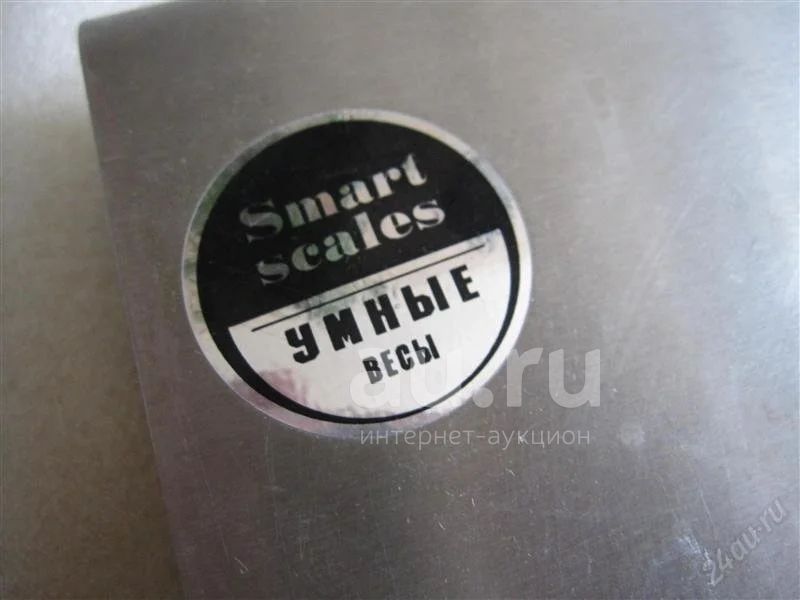 Smart
scales
УМНЫЕ
ВЕСЫ
au.ru
интернет-аукцион
24au.ru